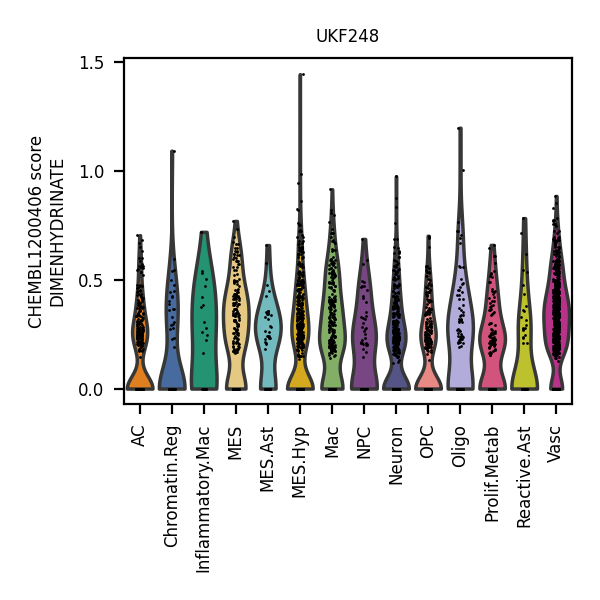 UKF248
CHEMBL1200406 score
DIMENHYDRINATE
1.5
1.0
0.5
0.0
AC
Chromatin.Reg
Inflammatory.Mac
MES
MES.Ast
MES.Hyp
Mac
NPC
Neuron
OPC
Oligo
Prolif.Metab
Reactive.Ast
Vasc